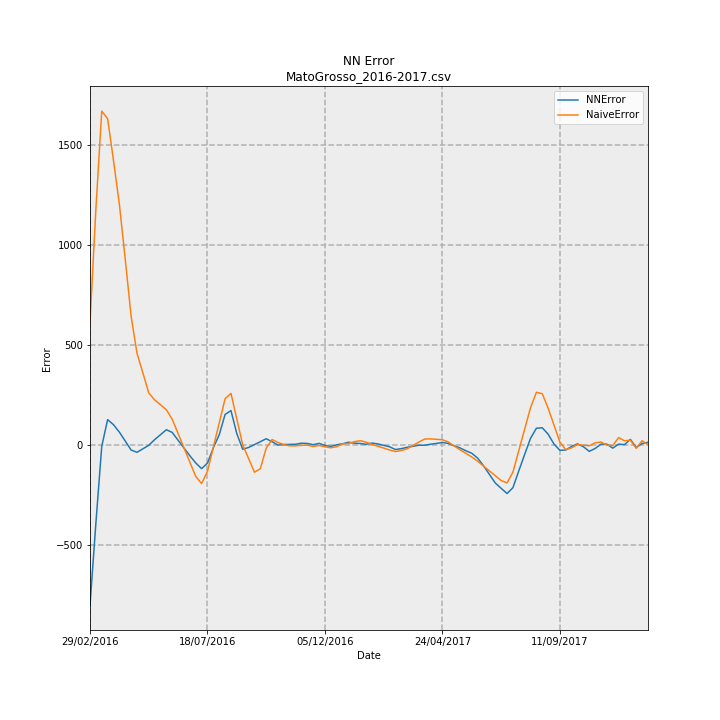 NN Error
MatoGrosso_2016-2017.csv
NNError
NaiveError
1500
1000
500
0
−500
Error
29/02/2016 18/07/2016 05/12/2016 24/04/2017 11/09/2017
Date